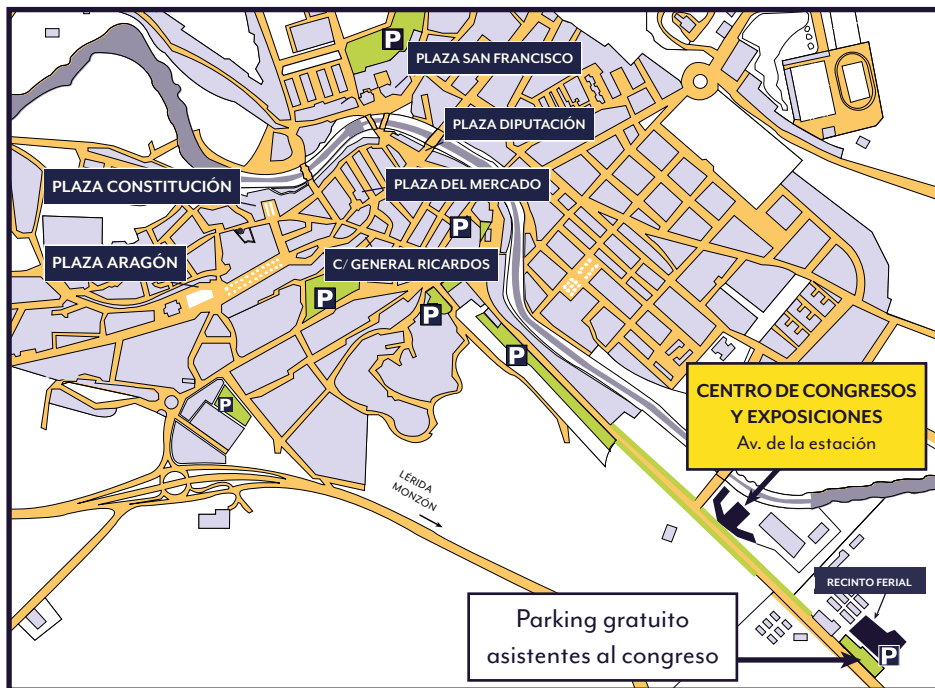 P
PLAZA SAN FRANCISCO
PLAZA DIPUTACIÓN
PLAZA CONSTITUCIÓN
PLAZA DEL MERCADO
P
PLAZA ARAGÓN
C/ GENERAL RICARDOS
P
P
P
P
CENTRO DE CONGRESOS
Y EXPOSICIONES
Av. de la estación
LÉRIDA
MONZÓN
RECINTO FERIAL
Parking gratuito
asistentes al congreso
P